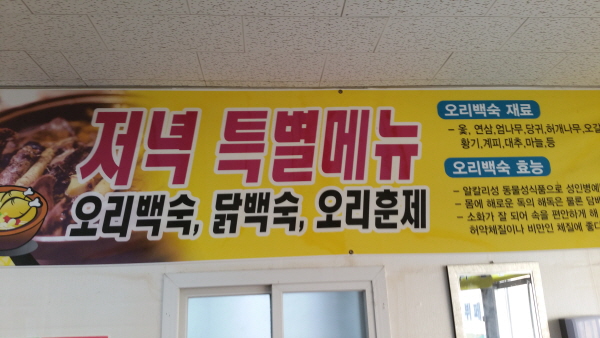 저녁 특별메뉴
오리백숙, 닭백숙, 오리훈제
오리백숙 재료
- 옻, 연삼, 엄나무, 당귀, 허개나무, 오갈
황기, 계피, 대추, 마늘, 등
오리백숙 효능
- 알칼리성 동물성식품으로 성인병예
- 몸에 해로운 독의 해독은 물론 담배
- 소화가 잘 되어 속을 편안하게 해
허약체질이나 비만인 체질에 좋다
뷔페